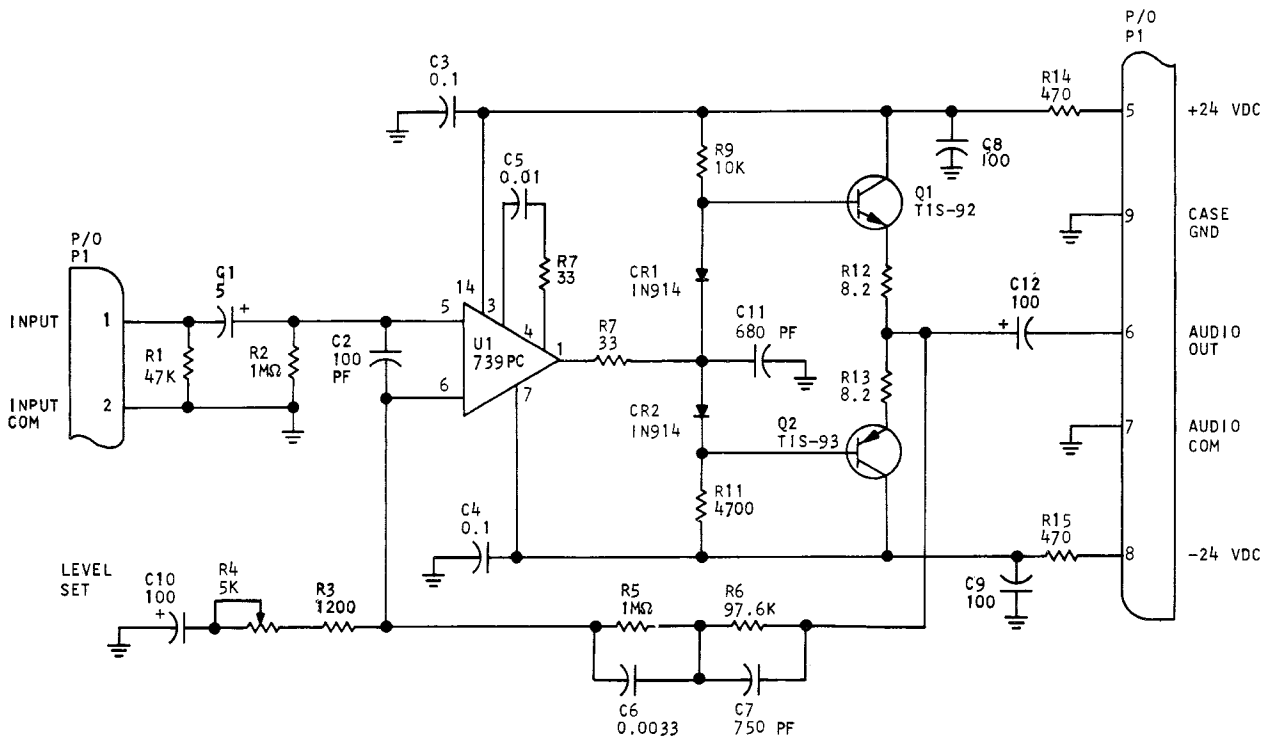 P/O
P1
C3
0.1
R14
470
5
+24 VDC
C5
0.01
R9
10K
C8
100
Q1
TIS-92
9
CASE
GND
P/O
P1
C1
5
+
14
3
R7
33
CR1
IN914
R12
8.2
C12
100
INPUT
1
5
4
C11
680 PF
+
6
AUDIO
OUT
R1
47K
R2
1MΩ
C2
100
PF
U1
739PC
1
R7
33
R13
8.2
INPUT
COM
2
6
7
CR2
IN914
Q2
TIS-93
7
AUDIO
COM
C4
0.1
R11
4700
R15
470
8
-24 VDC
LEVEL
SET
C10
100
+
R4
5K
R3
1200
R5
1MΩ
R6
97.6K
C9
100
C6
0.0033
C7
750 PF